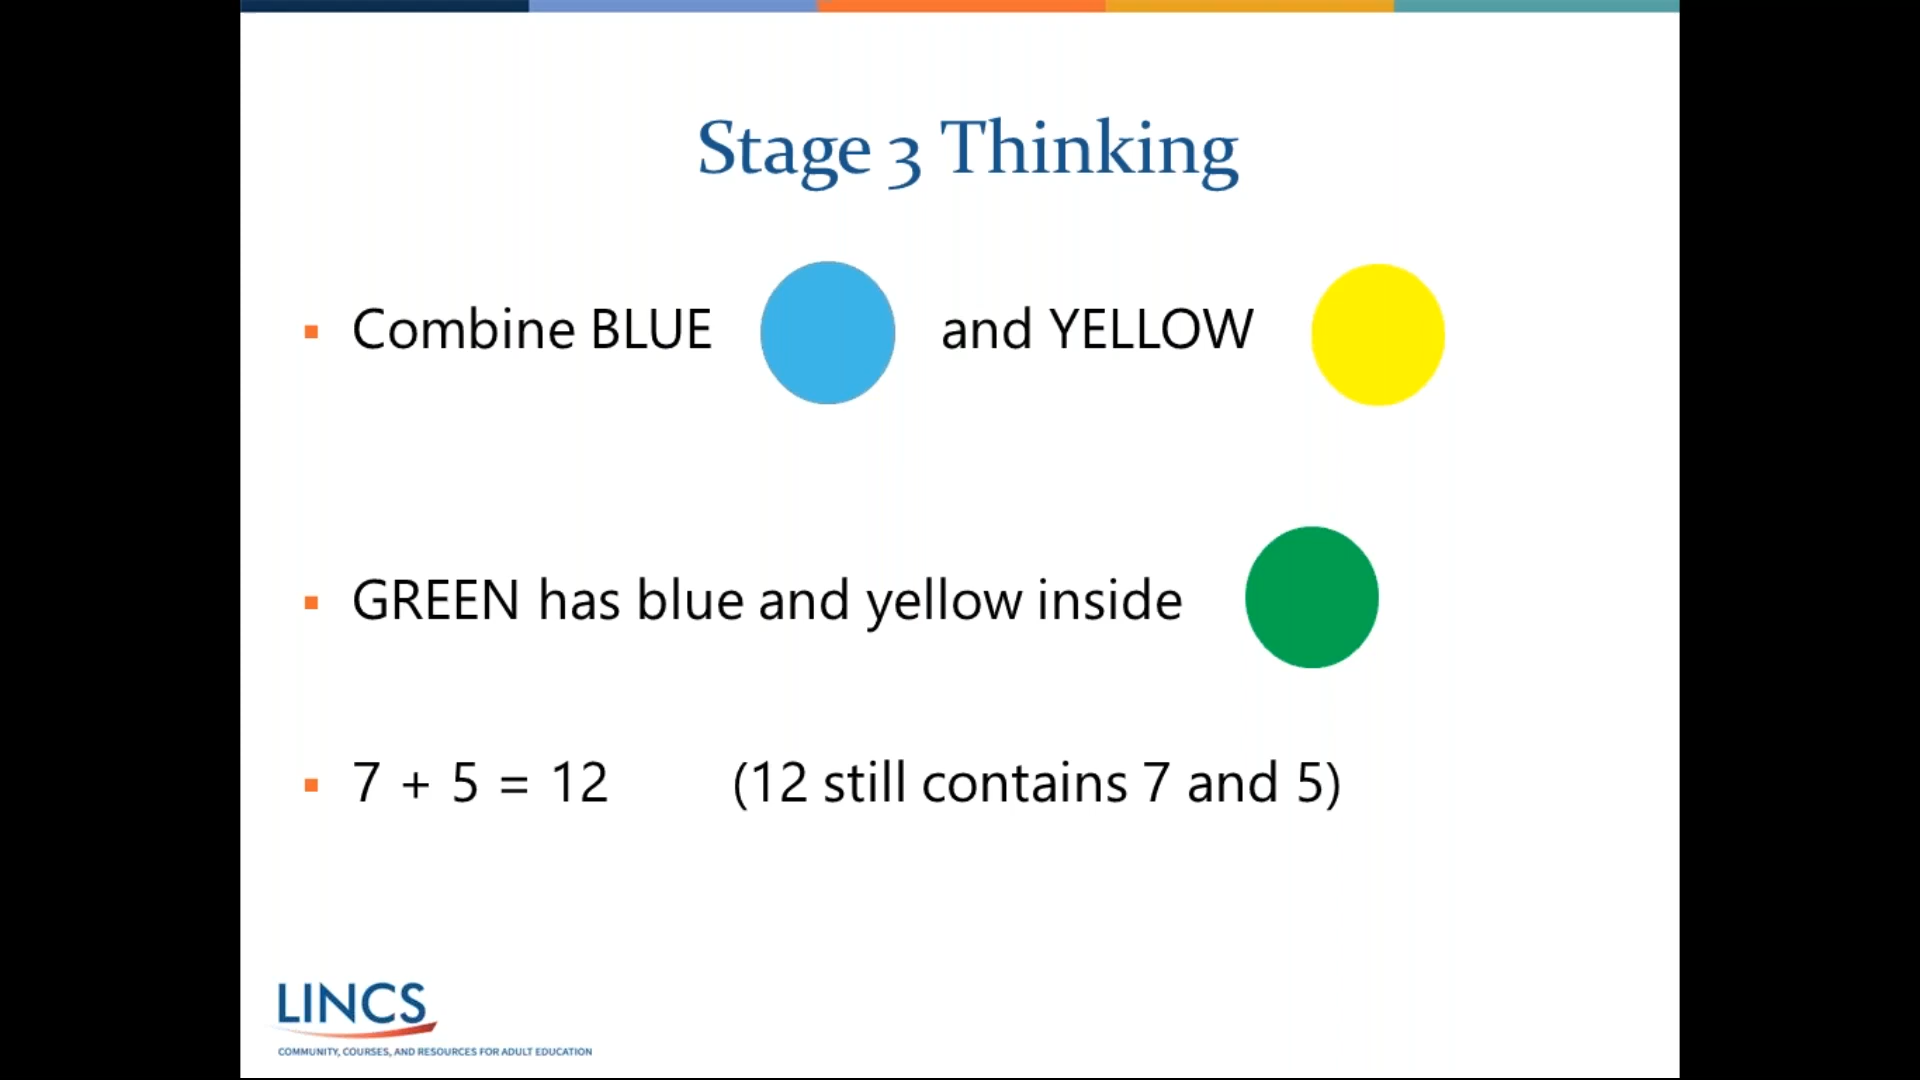 Stage 3 Thinking
▪ Combine BLUE and YELLOW
▪ GREEN has blue and yellow inside
▪ 7 + 5 = 12 (12 still contains 7 and 5)
LINCS
COMMUNITY, COURSES, AND RESOURCES FOR ADULT EDUCATION